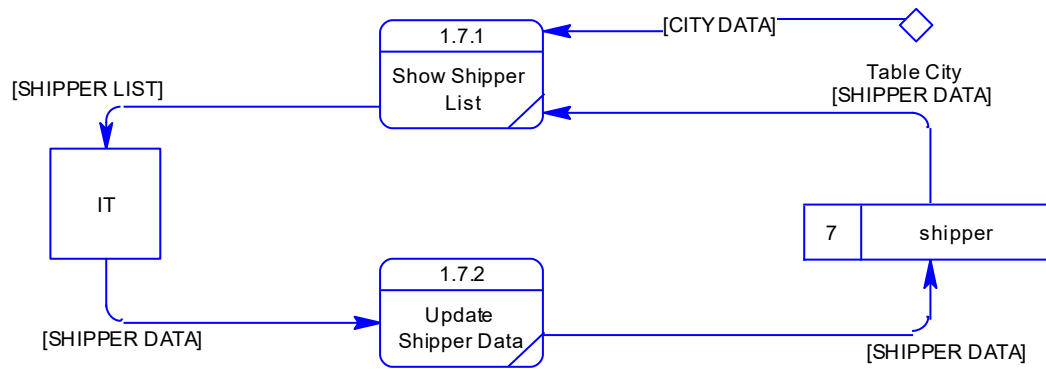 1.7.1
[CITY DATA]
Show Shipper
List
Table City
[SHIPPER DATA]
[SHIPPER LIST]
IT
7
shipper
1.7.2
Update
Shipper Data
[SHIPPER DATA]
[SHIPPER DATA]